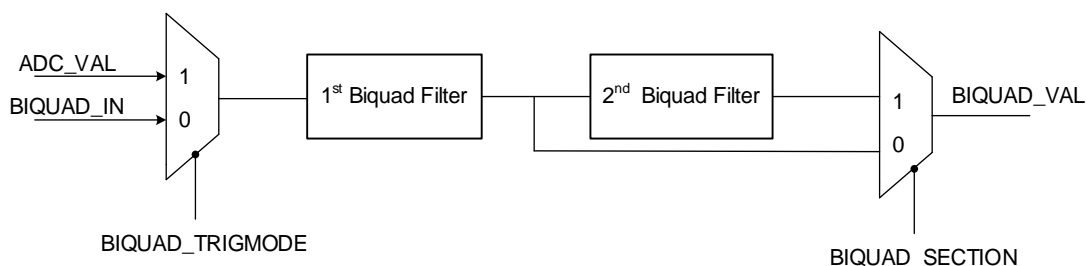 ADC_VAL
1
BIQUAD_IN
0
1st Biquad Filter
2nd Biquad Filter
1
0
BIQUAD_VAL
BIQUAD_TRIGMODE
BIQUAD SECTION